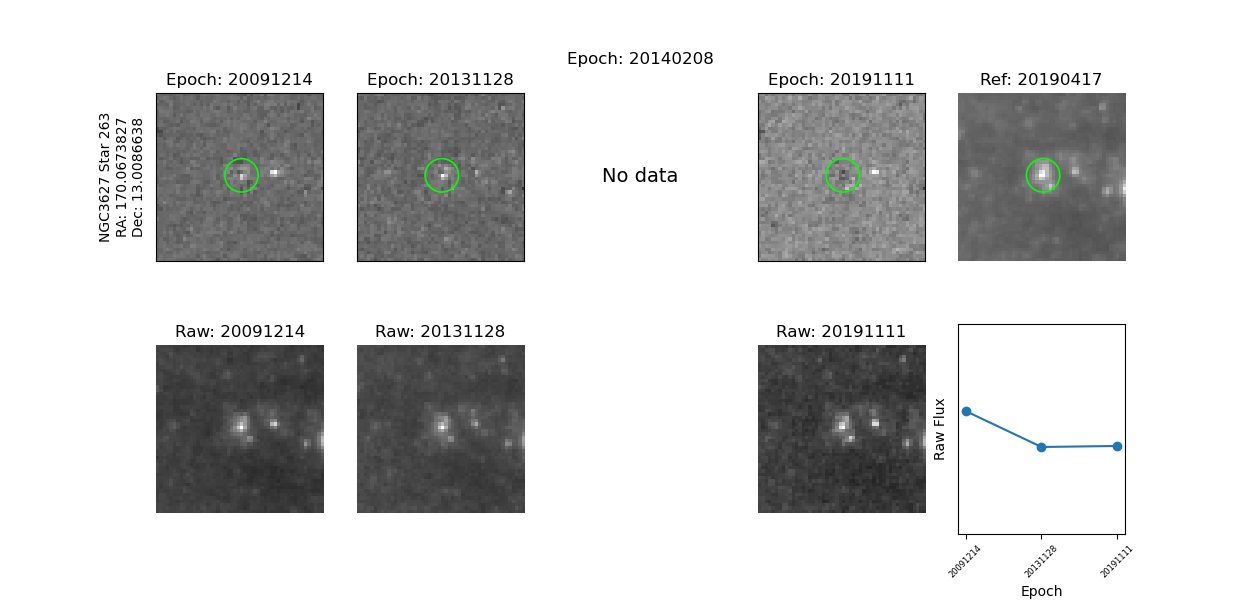 Epoch: 20140208
Epoch: 20091214
Epoch: 20131128
Epoch: 20191111
Ref: 20190417
NGC3627 Star 263
RA: 170.0673827
Dec: 13.0086638
No data
Raw: 20091214
Raw: 20131128
Raw: 20191111
Raw Flux
20091214
20131128
20191111
Epoch